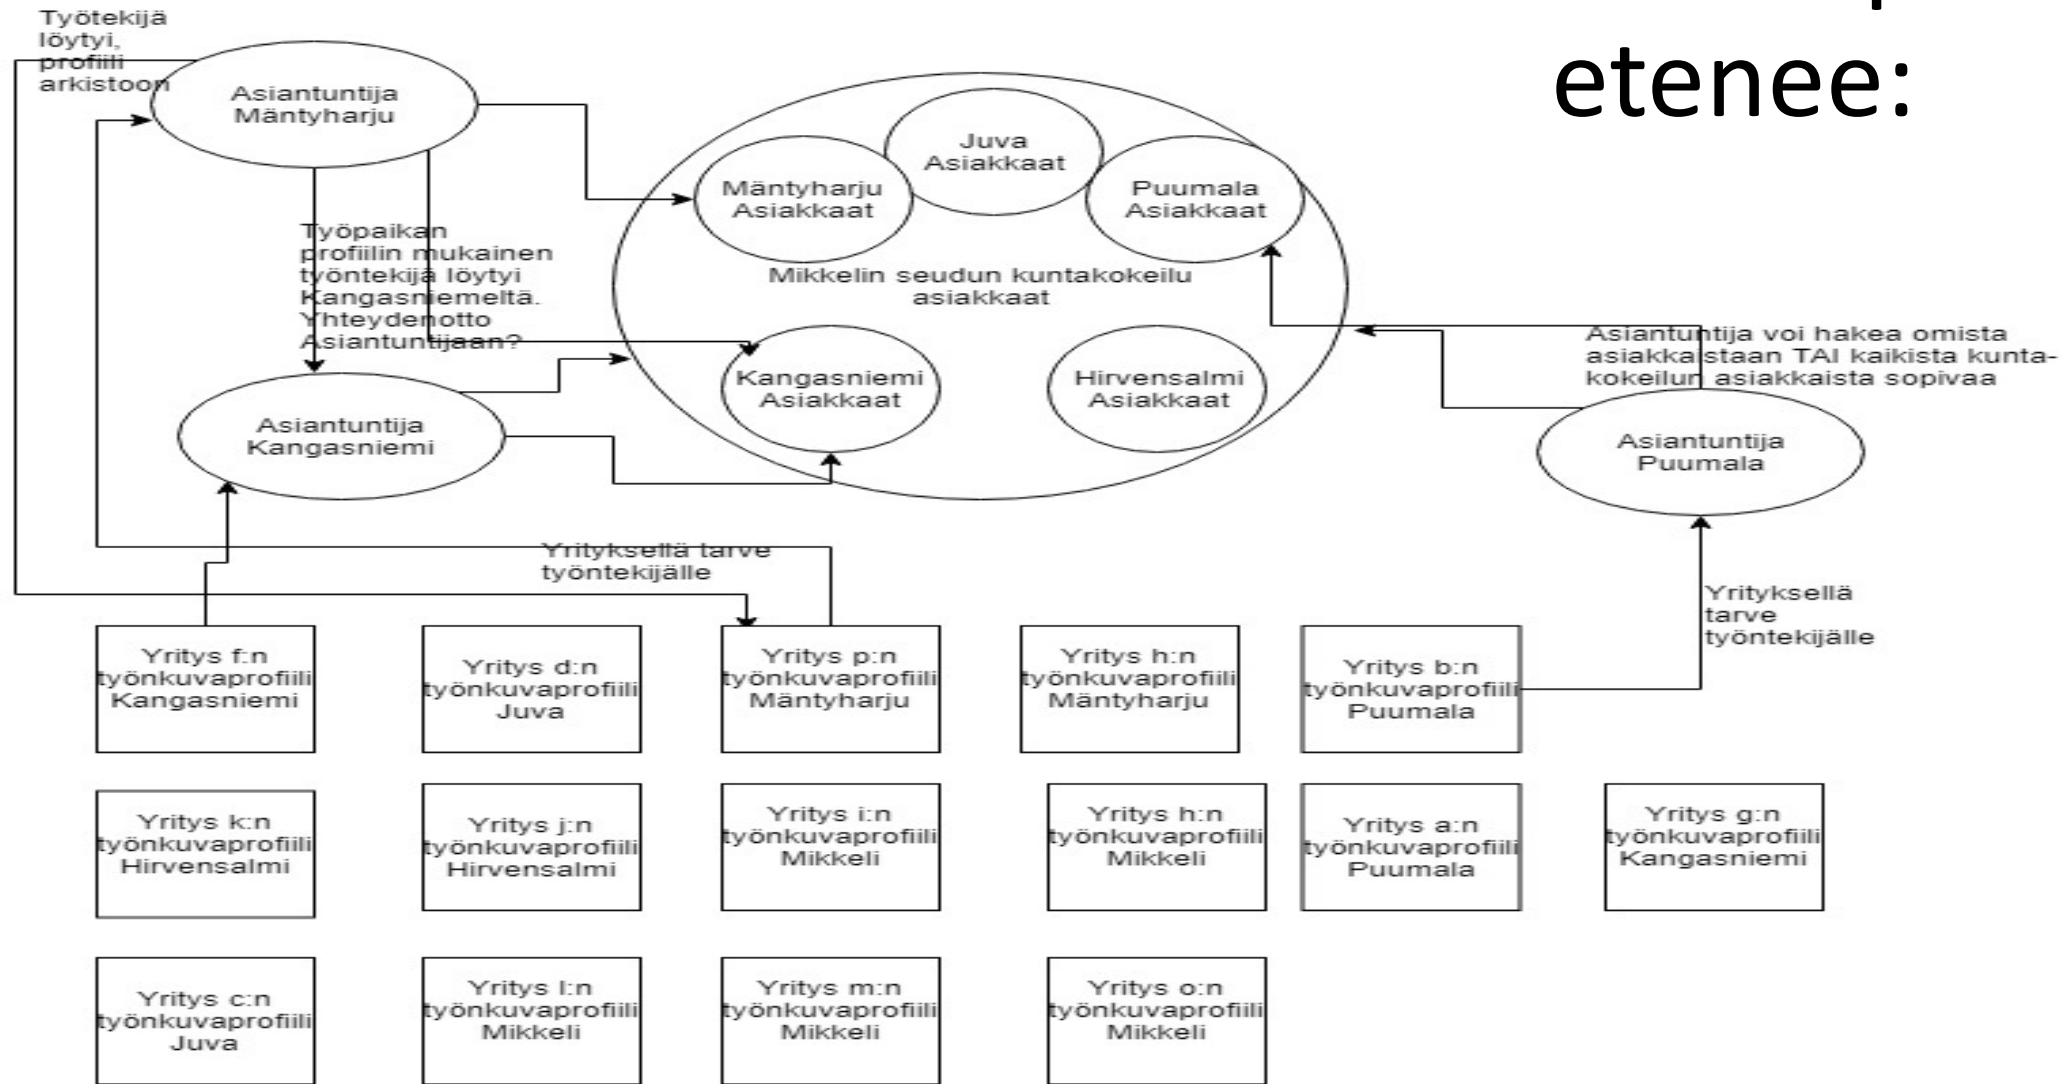 etenee:
Työtekijä
löytyi,
profiili
arkistoon
Asiantuntija
Mäntyharju
Juva
Asiakkaat
Mäntyharju
Asiakkaat
Puumala
Asiakkaat
Työpaikan
profiilin mukainen
työntekijä löytyi
Kangasniemeltä.
Yhteydenotto
Asiantuntijaan?
Mikkelin seudun kuntakokeilu
asiakkaat
Asiantuntija voi hakea omista
asiakkaistaan TAI kaikista kunta-
kokeilun asiakkaista sopivaa
Kangasniemi
Asiakkaat
Hirvensalmi
Asiakkaat
Asiantuntija
Kangasniemi
Asiantuntija
Puumala
Yrityksellä tarve
työntekijälle
Yrityksellä
tarve
työntekijälle
Yritys f:n
työnkuvaprofiili
Kangasniemi
Yritys d:n
työnkuvaprofiili
Juva
Yritys p:n
työnkuvaprofiili
Mäntyharju
Yritys h:n
työnkuvaprofiili
Mäntyharju
Yritys b:n
työnkuvaprofiili
Puumala
Yritys k:n
työnkuvaprofiili
Hirvensalmi
Yritys j:n
työnkuvaprofiili
Hirvensalmi
Yritys i:n
työnkuvaprofiili
Mikkeli
Yritys h:n
työnkuvaprofiili
Mikkeli
Yritys a:n
työnkuvaprofiili
Puumala
Yritys g:n
työnkuvaprofiili
Kangasniemi
Yritys c:n
työnkuvaprofiili
Juva
Yritys l:n
työnkuvaprofiili
Mikkeli
Yritys m:n
työnkuvaprofiili
Mikkeli
Yritys o:n
työnkuvaprofiili
Mikkeli